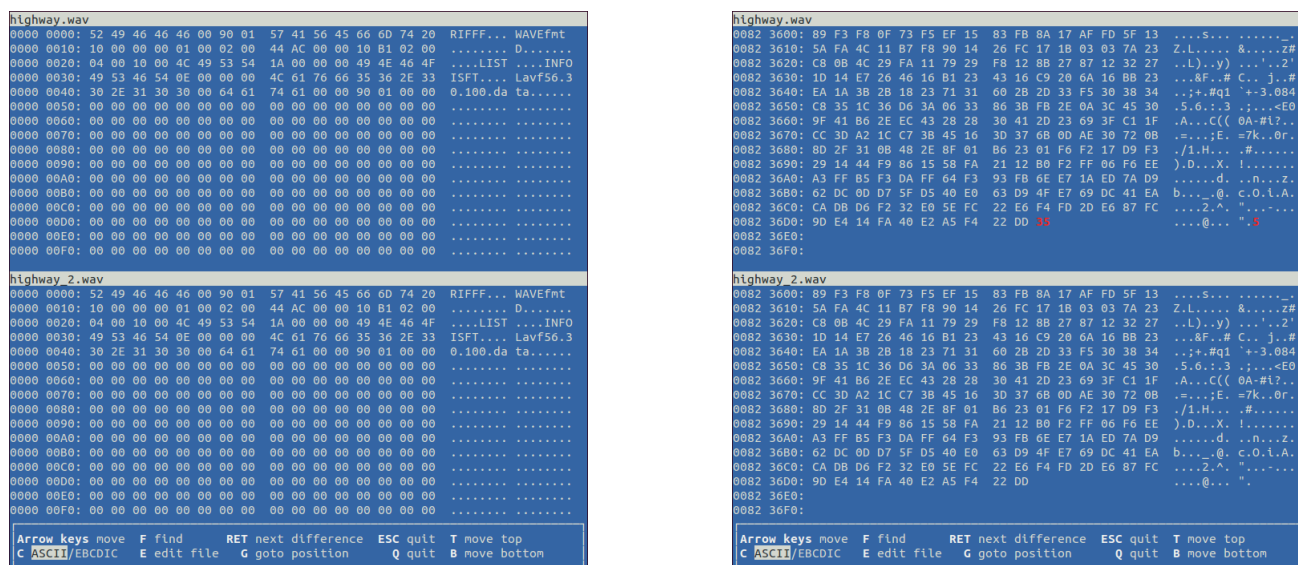 highway.wav
0000 0000: 52 49 46 46 46 00 90 01 57 41 56 45 66 6D 74 20 RIFFF... WAVEfmt
0000 0010: 10 00 00 00 01 00 02 00 44 AC 00 00 10 B1 02 00 ........ D.......
0000 0020: 04 00 10 00 4C 49 53 54 1A 00 00 00 49 4E 46 4F ....LIST ....INFO
0000 0030: 49 53 46 54 0E 00 00 00 4C 61 76 66 35 36 2E 33 ISFT.... Lavf56.3
0000 0040: 30 2E 31 30 30 00 64 61 74 61 00 00 90 01 00 00 0.100.da ta......
0000 0050: 00 00 00 00 00 00 00 00 00 00 00 00 00 00 00 00 ........ ........
0000 0060: 00 00 00 00 00 00 00 00 00 00 00 00 00 00 00 00 ........ ........
0000 0070: 00 00 00 00 00 00 00 00 00 00 00 00 00 00 00 00 ........ ........
0000 0080: 00 00 00 00 00 00 00 00 00 00 00 00 00 00 00 00 ........ ........
0000 0090: 00 00 00 00 00 00 00 00 00 00 00 00 00 00 00 00 ........ ........
0000 00A0: 00 00 00 00 00 00 00 00 00 00 00 00 00 00 00 00 ........ ........
0000 00B0: 00 00 00 00 00 00 00 00 00 00 00 00 00 00 00 00 ........ ........
0000 00C0: 00 00 00 00 00 00 00 00 00 00 00 00 00 00 00 00 ........ ........
0000 00D0: 00 00 00 00 00 00 00 00 00 00 00 00 00 00 00 00 ........ ........
0000 00E0: 00 00 00 00 00 00 00 00 00 00 00 00 00 00 00 00 ........ ........
0000 00F0: 00 00 00 00 00 00 00 00 00 00 00 00 00 00 00 00 ........ ........
highway_2.wav
0000 0000: 52 49 46 46 46 00 90 01 57 41 56 45 66 6D 74 20 RIFFF... WAVEfmt
0000 0010: 10 00 00 00 01 00 02 00 44 AC 00 00 10 B1 02 00 ........ D.......
0000 0020: 04 00 10 00 4C 49 53 54 1A 00 00 00 49 4E 46 4F ....LIST ....INFO
0000 0030: 49 53 46 54 0E 00 00 00 4C 61 76 66 35 36 2E 33 ISFT.... Lavf56.3
0000 0040: 30 2E 31 30 30 00 64 61 74 61 00 00 90 01 00 00 0.100.da ta......
0000 0050: 00 00 00 00 00 00 00 00 00 00 00 00 00 00 00 00 ........ ........
0000 0060: 00 00 00 00 00 00 00 00 00 00 00 00 00 00 00 00 ........ ........
0000 0070: 00 00 00 00 00 00 00 00 00 00 00 00 00 00 00 00 ........ ........
0000 0080: 00 00 00 00 00 00 00 00 00 00 00 00 00 00 00 00 ........ ........
0000 0090: 00 00 00 00 00 00 00 00 00 00 00 00 00 00 00 00 ........ ........
0000 00A0: 00 00 00 00 00 00 00 00 00 00 00 00 00 00 00 00 ........ ........
0000 00B0: 00 00 00 00 00 00 00 00 00 00 00 00 00 00 00 00 ........ ........
0000 00C0: 00 00 00 00 00 00 00 00 00 00 00 00 00 00 00 00 ........ ........
0000 00D0: 00 00 00 00 00 00 00 00 00 00 00 00 00 00 00 00 ........ ........
0000 00E0: 00 00 00 00 00 00 00 00 00 00 00 00 00 00 00 00 ........ ........
0000 00F0: 00 00 00 00 00 00 00 00 00 00 00 00 00 00 00 00 ........ ........
Arrow keys move F find RET next difference ESC quit T move top
C ASCII/EBCDIC E edit file G goto position Q quit B move bottom
highway.wav
0082 3600: 89 F3 F8 0F 73 F5 EF 15 83 FB 8A 17 AF FD 5F 13 ....s... ......_.
0082 3610: 5A FA 4C 11 B7 F8 90 14 26 FC 17 1B 03 03 7A 23 Z.L..... &.....z#
0082 3620: C8 0B 4C 29 FA 11 79 29 F8 12 8B 27 87 12 32 27 ..L)..y) ...'..2'
0082 3630: 1D 14 E7 26 46 16 B1 23 43 16 C9 20 6A 16 BB 23 ...&F..# C.. j..#
0082 3640: EA 1A 3B 2B 18 23 71 31 60 2B 2D 33 F5 30 38 34 ..;+.#q1 `+-3.084
0082 3650: C8 35 1C 36 D6 3A 06 33 86 3B FB 2E 0A 3C 45 30 .5.6.:.3 .;...<E0
0082 3660: 9F 41 B6 2E EC 43 28 28 30 41 2D 23 69 3F C1 1F .A...C(( 0A-#i?..
0082 3670: CC 3D A2 1C C7 3B 45 16 3D 37 6B 0D AE 30 72 0B .=...;E. =7k..0r.
0082 3680: 8D 2F 31 0B 48 2E 8F 01 B6 23 01 F6 F2 17 D9 F3 ./1.H... .#......
0082 3690: 29 14 44 F9 86 15 58 FA 21 12 B0 F2 FF 06 F6 EE ).D...X. !.......
0082 36A0: A3 FF B5 F3 DA FF 64 F3 93 FB 6E E7 1A ED 7A D9 ......d. ..n...z.
0082 36B0: 62 DC 0D D7 5F D5 40 E0 63 D9 4F E7 69 DC 41 EA b..._.@. c.O.i.A.
0082 36C0: CA DB D6 F2 32 E0 5E FC 22 E6 F4 FD 2D E6 87 FC ....2.^. "...-...
0082 36D0: 9D E4 14 FA 40 E2 A5 F4 22 DD 35 ....@... ".5
0082 36E0:
0082 36F0:
highway_2.wav
0082 3600: 89 F3 F8 0F 73 F5 EF 15 83 FB 8A 17 AF FD 5F 13 ....s... ......_.
0082 3610: 5A FA 4C 11 B7 F8 90 14 26 FC 17 1B 03 03 7A 23 Z.L..... &.....z#
0082 3620: C8 0B 4C 29 FA 11 79 29 F8 12 8B 27 87 12 32 27 ..L)..y) ...'..2'
0082 3630: 1D 14 E7 26 46 16 B1 23 43 16 C9 20 6A 16 BB 23 ...&F..# C.. j..#
0082 3640: EA 1A 3B 2B 18 23 71 31 60 2B 2D 33 F5 30 38 34 ..;+.#q1 `+-3.084
0082 3650: C8 35 1C 36 D6 3A 06 33 86 3B FB 2E 0A 3C 45 30 .5.6.:.3 .;...<E0
0082 3660: 9F 41 B6 2E EC 43 28 28 30 41 2D 23 69 3F C1 1F .A...C(( 0A-#i?..
0082 3670: CC 3D A2 1C C7 3B 45 16 3D 37 6B 0D AE 30 72 0B .=...;E. =7k..0r.
0082 3680: 8D 2F 31 0B 48 2E 8F 01 B6 23 01 F6 F2 17 D9 F3 ./1.H... .#......
0082 3690: 29 14 44 F9 86 15 58 FA 21 12 B0 F2 FF 06 F6 EE ).D...X. !.......
0082 36A0: A3 FF B5 F3 DA FF 64 F3 93 FB 6E E7 1A ED 7A D9 ......d. ..n...z.
0082 36B0: 62 DC 0D D7 5F D5 40 E0 63 D9 4F E7 69 DC 41 EA b..._.@. c.O.i.A.
0082 36C0: CA DB D6 F2 32 E0 5E FC 22 E6 F4 FD 2D E6 87 FC ....2.^. "...-...
0082 36D0: 9D E4 14 FA 40 E2 A5 F4 22 DD ....@... ".
0082 36E0:
0082 36F0:
Arrow keys move F find RET next difference ESC quit T move top
C ASCII/EBCDIC E edit file G goto position Q quit B move bottom